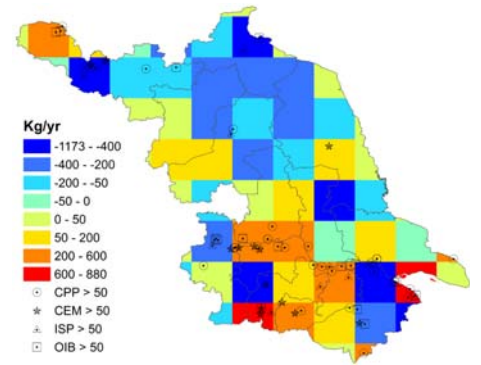 Kg/yr
-1173 - -400
-400 - -200
-200 - -50
-50 - 0
0 - 50
50 - 200
200 - 600
600 - 880
CPP > 50
CEM > 50
ISP > 50
OIB > 50